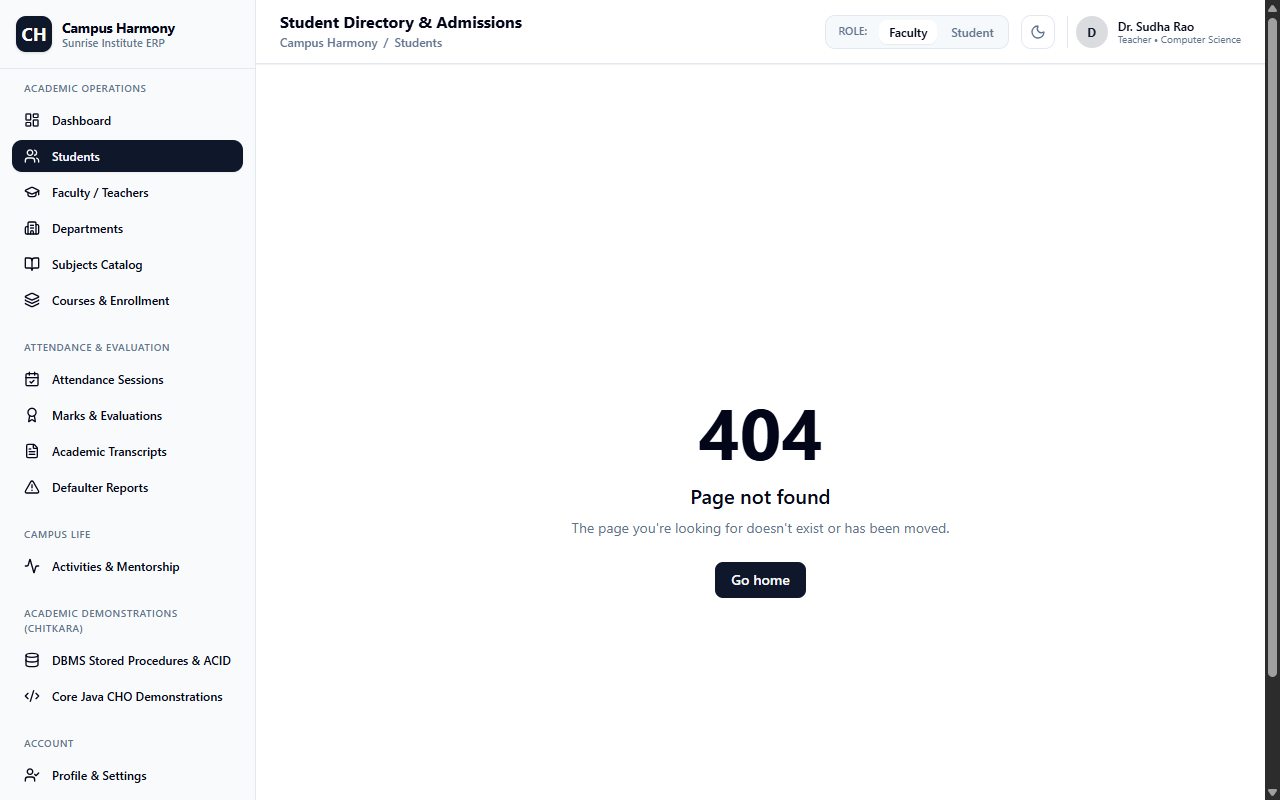 CH
Campus Harmony
Sunrise Institute ERP
ACADEMIC OPERATIONS
Dashboard
Students
Faculty / Teachers
Departments
Subjects Catalog
Courses & Enrollment
ATTENDANCE & EVALUATION
Attendance Sessions
Marks & Evaluations
Academic Transcripts
Defaulter Reports
CAMPUS LIFE
Activities & Mentorship
ACADEMIC DEMONSTRATIONS
(CHITKARA)
DBMS Stored Procedures & ACID
Core Java CHO Demonstrations
ACCOUNT
Profile & Settings
Student Directory & Admissions
Campus Harmony / Students
ROLE: Faculty Student
D
Dr. Sudha Rao
Teacher • Computer Science
404
Page not found
The page you're looking for doesn't exist or has been moved.
Go home